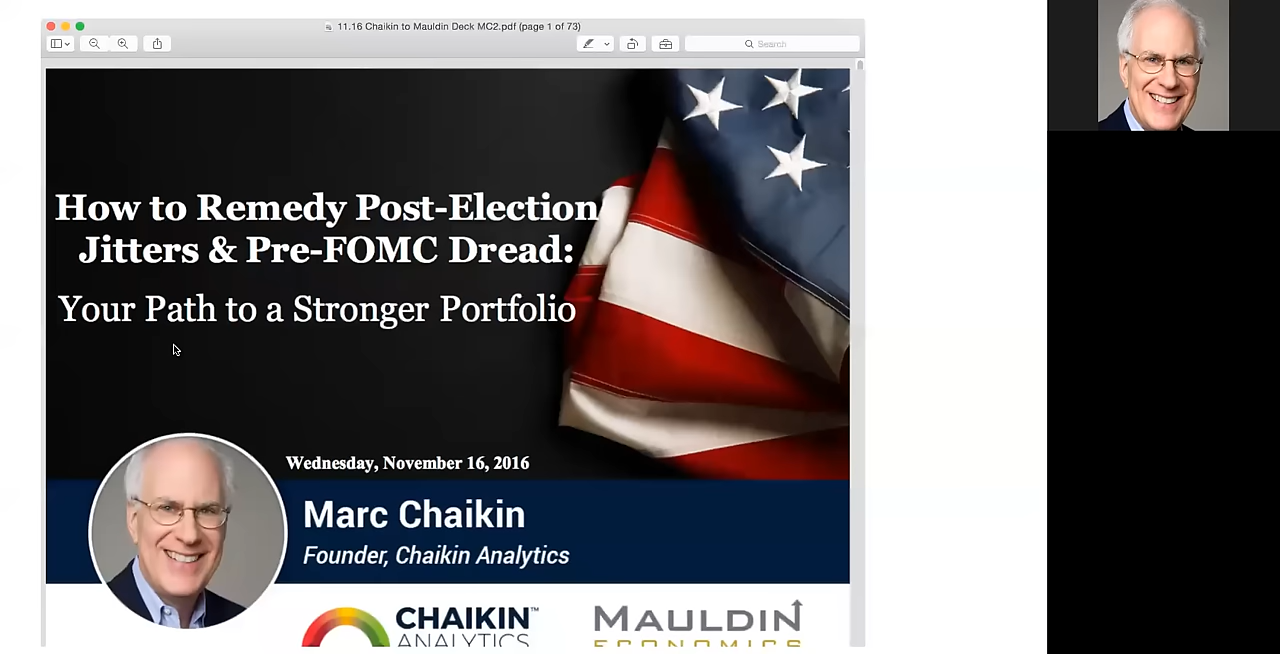 11.16 Chaikin to Mauldin Deck MC2.pdf (page 1 of 73)
Search
How to Remedy Post-Election
Jitters & Pre-FOMC Dread:
Your Path to a Stronger Portfolio
Wednesday, November 16, 2016
Marc Chaikin
Founder, Chaikin Analytics
CHAIKIN™
ANALYTICS
MAULDIN
ECONOMICS